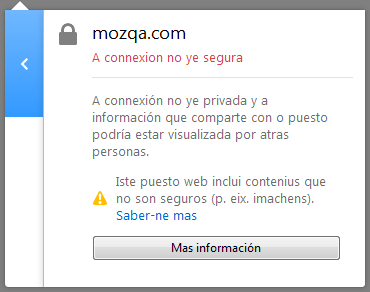 mozqa.com
A connexion no ye segura
A connexión no ye privada y a
información que comparte con o puesto
podría estar visualizada por atras
personas.
Iste puesto web inclui contenius que
no son seguros (p. eix. imachens).
Saber-ne mas
Mas información